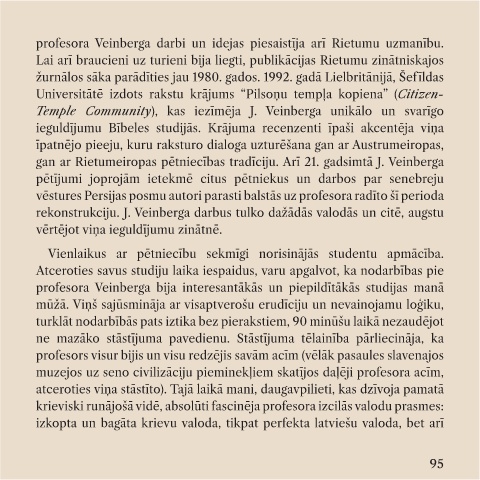 profesora Veinberga darbi un idejas piesaistīja arī Rietumu uzmanību.
Lai arī braucieni uz turieni bija liegti, publikācijas Rietumu zinātniskajos
žurnālos sāka parādīties jau 1980. gados. 1992. gadā Lielbritānijā, Šefīldas
Universitātē izdots rakstu krājums “Pilsoņu tempļa kopiena” (Citizen-
Temple Community), kas iezīmēja J. Veinberga unikālo un svarīgo
ieguldījumu Bībeles studijās. Krājuma recenzenti īpaši akcentēja viņa
īpatnējo pieeju, kuru raksturo dialoga uzturēšana gan ar Austrumeiropas,
gan ar Rietumeiropas pētniecības tradīciju. Arī 21. gadsimtā J. Veinberga
pētījumi joprojām ietekmē citus pētniekus un darbos par senebreju
vēstures Persijas posmu autori parasti balstās uz profesora radīto šī perioda
rekonstrukciju. J. Veinberga darbus tulko dažādās valodās un citē, augstu
vērtējot viņa ieguldījumu zinātnē.
Vienlaikus ar pētniecību sekmīgi norisinājās studentu apmācība.
Atceroties savus studiju laika iespaidus, varu apgalvot, ka nodarbības pie
profesora Veinberga bija interesantākās un piepildītākās studijas manā
mūžā. Viņš sajūsmināja ar visaptverošu erudīciju un nevainojamu loģiku,
turklāt nodarbībās pats iztika bez pierakstiem, 90 minūšu laikā nezaudējot
ne mazāko stāstījuma pavedienu. Stāstījuma tēlainība pārliecināja, ka
profesors visur bijis un visu redzējis savām acīm (vēlāk pasaules slavenajos
muzejos uz seno civilizāciju pieminekļiem skatījos daļēji profesora acīm,
atceroties viņa stāstīto). Tajā laikā mani, daugavpilieti, kas dzīvoja pamatā
krieviski runājošā vidē, absolūti fascinēja profesora izcilās valodu prasmes:
izkopta un bagāta krievu valoda, tikpat perfekta latviešu valoda, bet arī
95